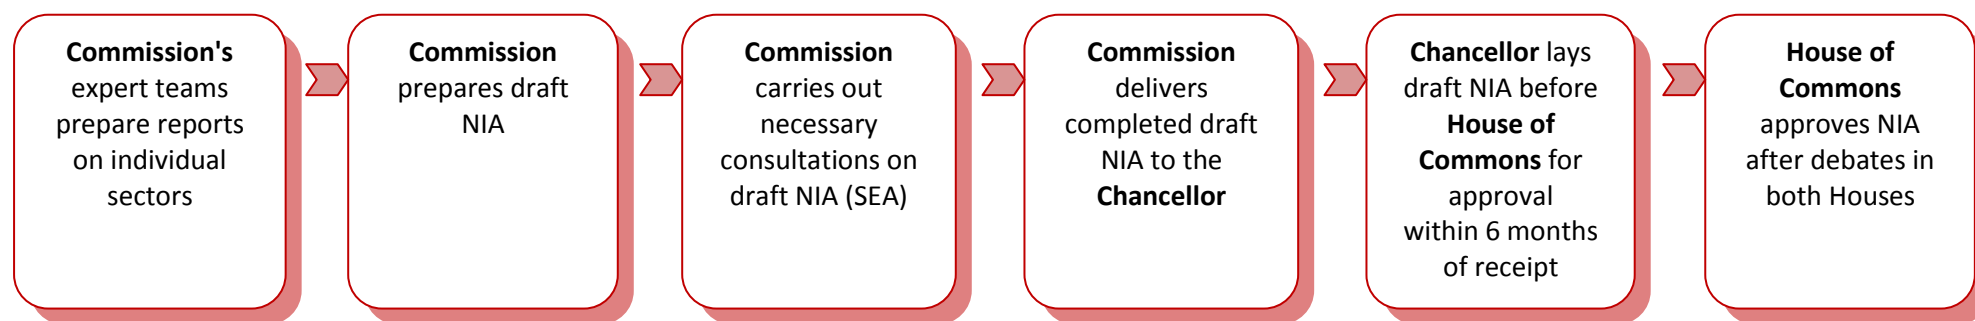 Commission's
expert teams
prepare reports
on individual
sectors
Commission
prepares draft
NIA
Commission
carries out
necessary
consultations on
draft NIA (SEA)
Commission
delivers
completed draft
NIA to the
Chancellor
Chancellor lays
draft NIA before
House of
Commons for
approval
within 6 months
of receipt
House of
Commons
approves NIA
after debates in
both Houses